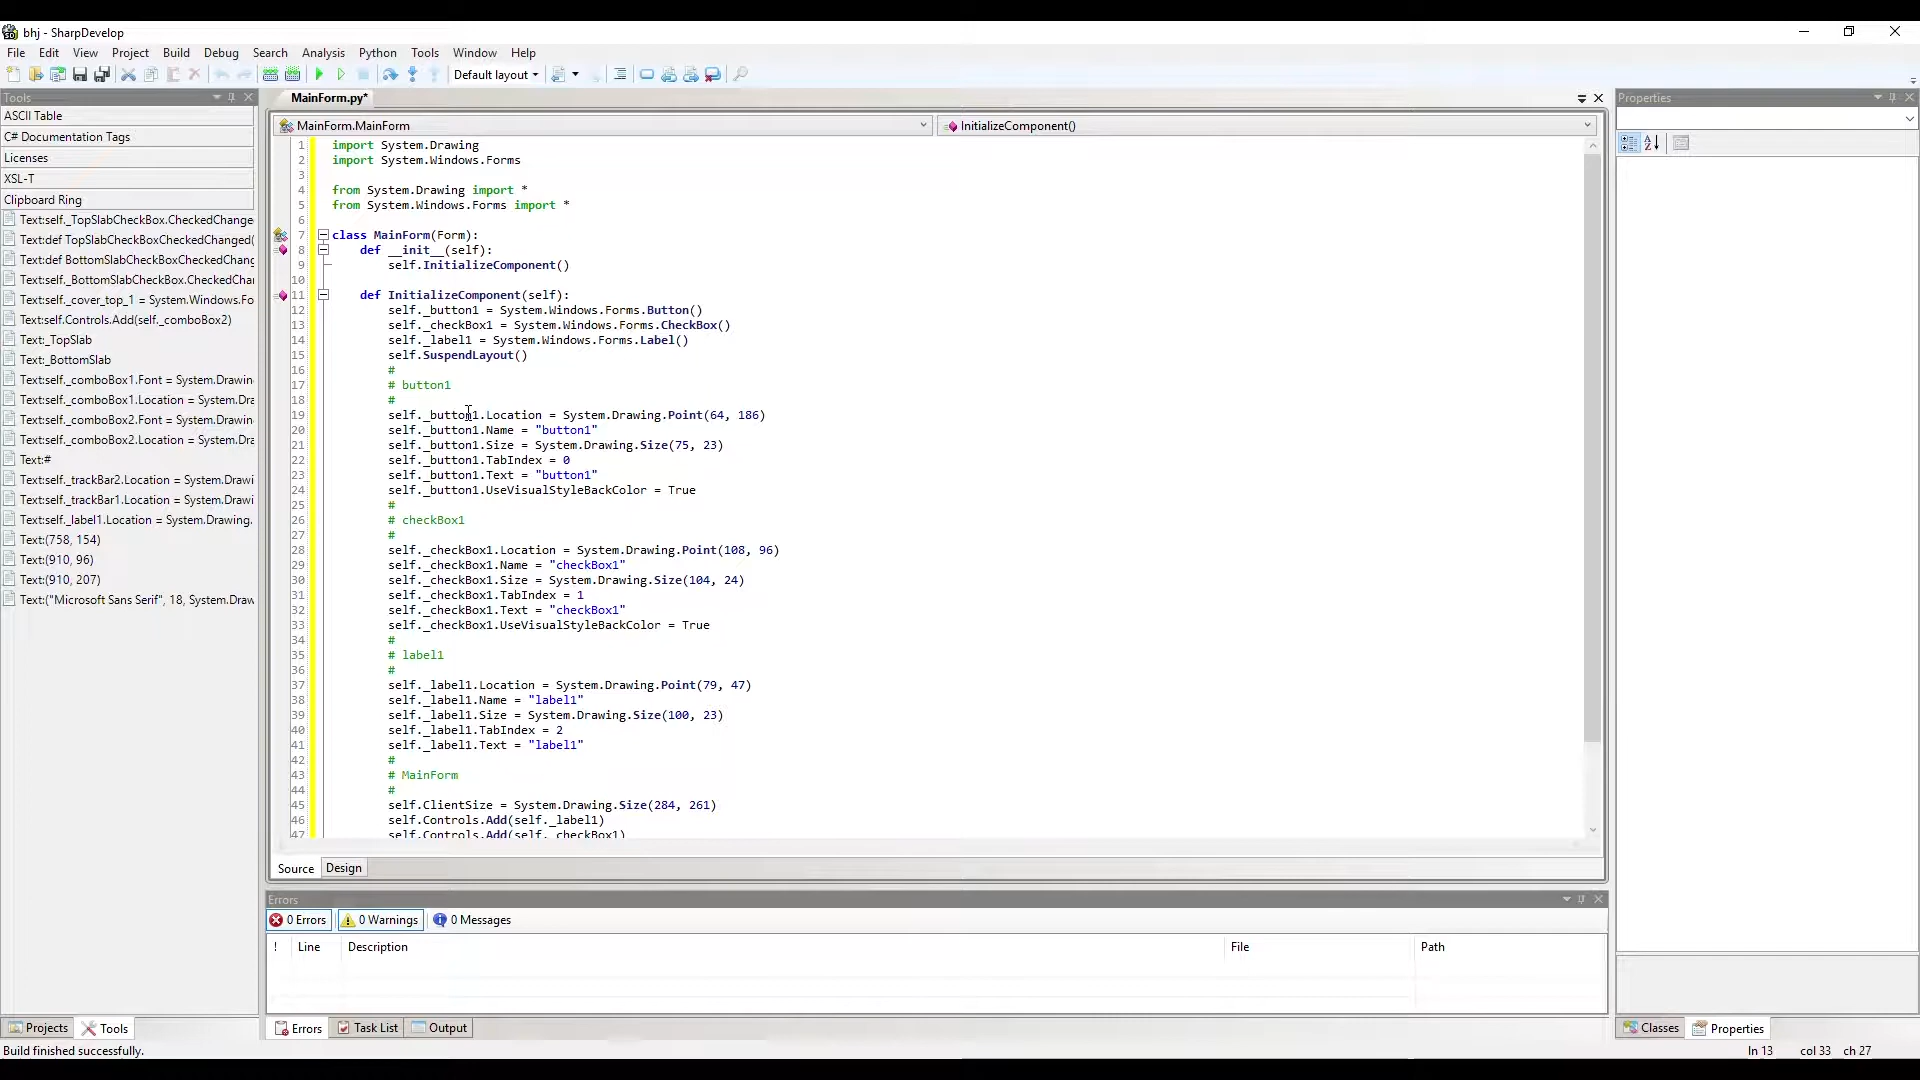 bhj - SharpDevelop
File Edit View Project Build Debug Search Analysis Python Tools Window Help
Default layout
Tools
ASCII Table
C# Documentation Tags
Licenses
XSL-T
Clipboard Ring
Text:self._TopSlabCheckBox.CheckedChange
Text:def TopSlabCheckBoxCheckedChanged(
Text:def BottomSlabCheckBoxCheckedChang
Text:self._BottomSlabCheckBox.CheckedChar
Text:self._cover_top_1 = System.Windows.Fo
Text:self.Controls.Add(self._comboBox2)
Text:_TopSlab
Text:_BottomSlab
Text:self._comboBox1.Font = System.Drawin
Text:self._comboBox1.Location = System.Dra
Text:self._comboBox2.Font = System.Drawin
Text:self._comboBox2.Location = System.Dra
Text:#
Text:self._trackBar2.Location = System.Drawi
Text:self._trackBar1.Location = System.Drawi
Text:self._label1.Location = System.Drawing.
Text:(758, 154)
Text:(910, 96)
Text:(910, 207)
Text:("Microsoft Sans Serif", 18, System.Draw
Projects Tools
MainForm.py*
MainForm.MainForm InitializeComponent()
1 import System.Drawing
2 import System.Windows.Forms
3
4 from System.Drawing import *
5 from System.Windows.Forms import *
6
7 class MainForm(Form):
8 def __init__(self):
9 self.InitializeComponent()
10
11 def InitializeComponent(self):
12 self._button1 = System.Windows.Forms.Button()
13 self._checkBox1 = System.Windows.Forms.CheckBox()
14 self._label1 = System.Windows.Forms.Label()
15 self.SuspendLayout()
16 #
17 # button1
18 #
19 self._button1.Location = System.Drawing.Point(64, 186)
20 self._button1.Name = "button1"
21 self._button1.Size = System.Drawing.Size(75, 23)
22 self._button1.TabIndex = 0
23 self._button1.Text = "button1"
24 self._button1.UseVisualStyleBackColor = True
25 #
26 # checkBox1
27 #
28 self._checkBox1.Location = System.Drawing.Point(108, 96)
29 self._checkBox1.Name = "checkBox1"
30 self._checkBox1.Size = System.Drawing.Size(104, 24)
31 self._checkBox1.TabIndex = 1
32 self._checkBox1.Text = "checkBox1"
33 self._checkBox1.UseVisualStyleBackColor = True
34 #
35 # label1
36 #
37 self._label1.Location = System.Drawing.Point(79, 47)
38 self._label1.Name = "label1"
39 self._label1.Size = System.Drawing.Size(100, 23)
40 self._label1.TabIndex = 2
41 self._label1.Text = "label1"
42 #
43 # MainForm
44 #
45 self.ClientSize = System.Drawing.Size(284, 261)
46 self.Controls.Add(self._label1)
47 self.Controls.Add(self._checkBox1)
Source Design
Errors
0 Errors 0 Warnings 0 Messages
! Line Description File Path
Errors Task List Output
Properties
Classes Properties
Build finished successfully.
ln 13 col 33 ch 27